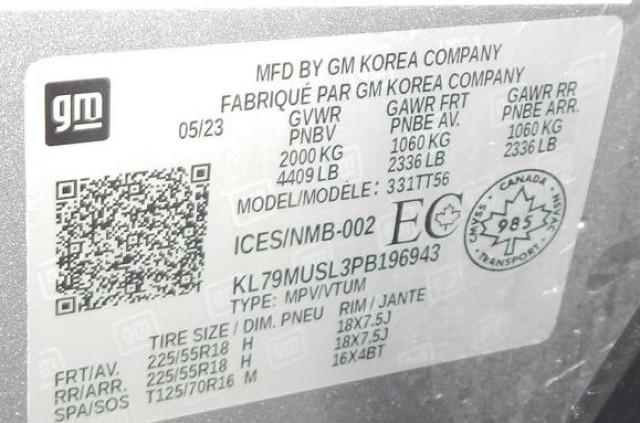 gm
MFD BY GM KOREA COMPANY
FABRIQUÉ PAR GM KOREA COMPANY
05/23 GVWR GAWR FRT GAWR RR
PNBV PNBE AV. PNBE ARR.
2000 KG 1060 KG 1060 KG
4409 LB 2336 LB 2336 LB
MODEL/MODÈLE: 331TT56
ICES/NMB-002 EC
CANADA
CMVSS 985 NSVAC
TRANSPORT
KL79MUSL3PB196943
TYPE: MPV/VTUM
TIRE SIZE / DIM. PNEU RIM / JANTE
FRT/AV. 225/55R18 H 18X7.5J
RR/ARR. 225/55R18 H 18X7.5J
SPA/SOS T125/70R16 M 16X4BT